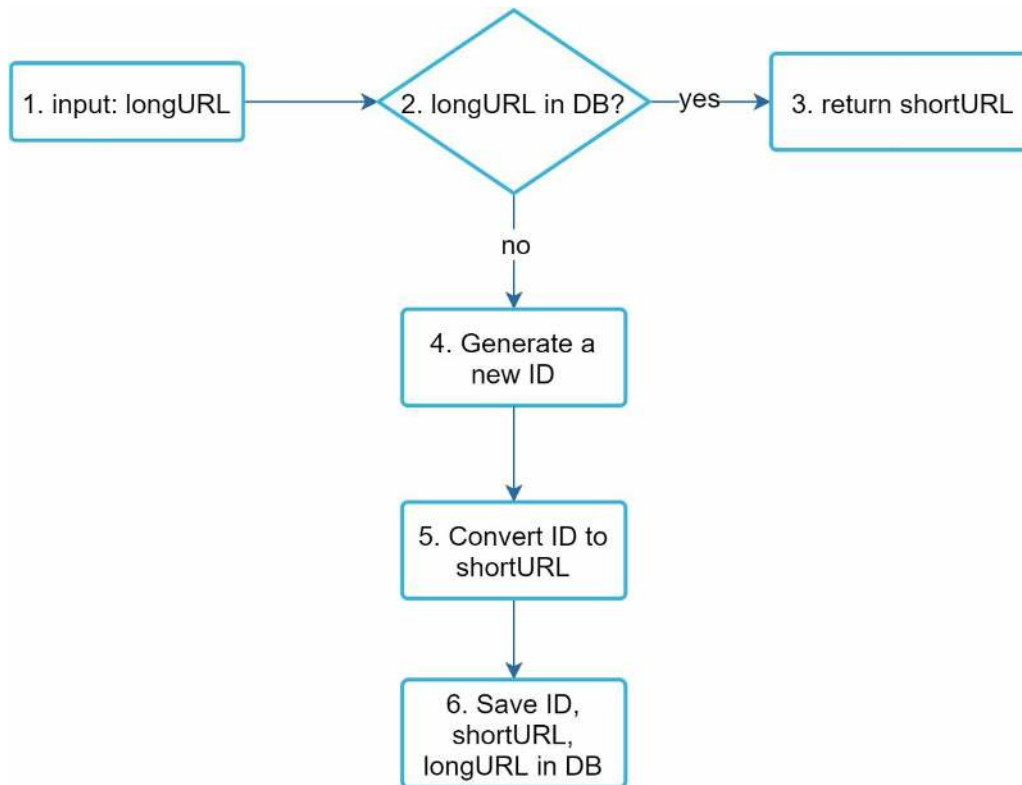 1. input: longURL
2. longURL in DB?
yes
3. return shortURL
no
4. Generate a
new ID
5. Convert ID to
shortURL
6. Save ID,
shortURL,
longURL in DB